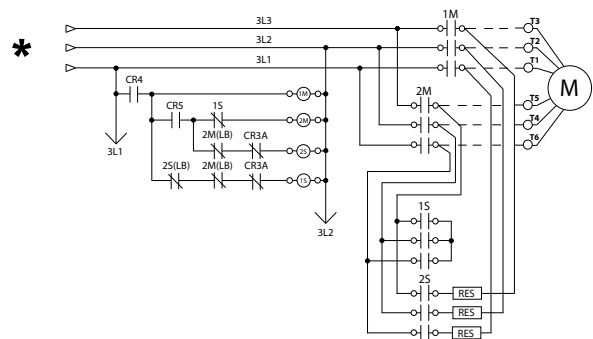 *
3L3
1M
T3
3L2
T2
3L1
T1
CR4
M
1M
2M
T5
CR5
1S
2M
T4
2M(LB)
CR3A
T6
2S
3L1
2S(LB)
2M(LB)
CR3A
1S
1S
3L2
2S
RES
RES
RES